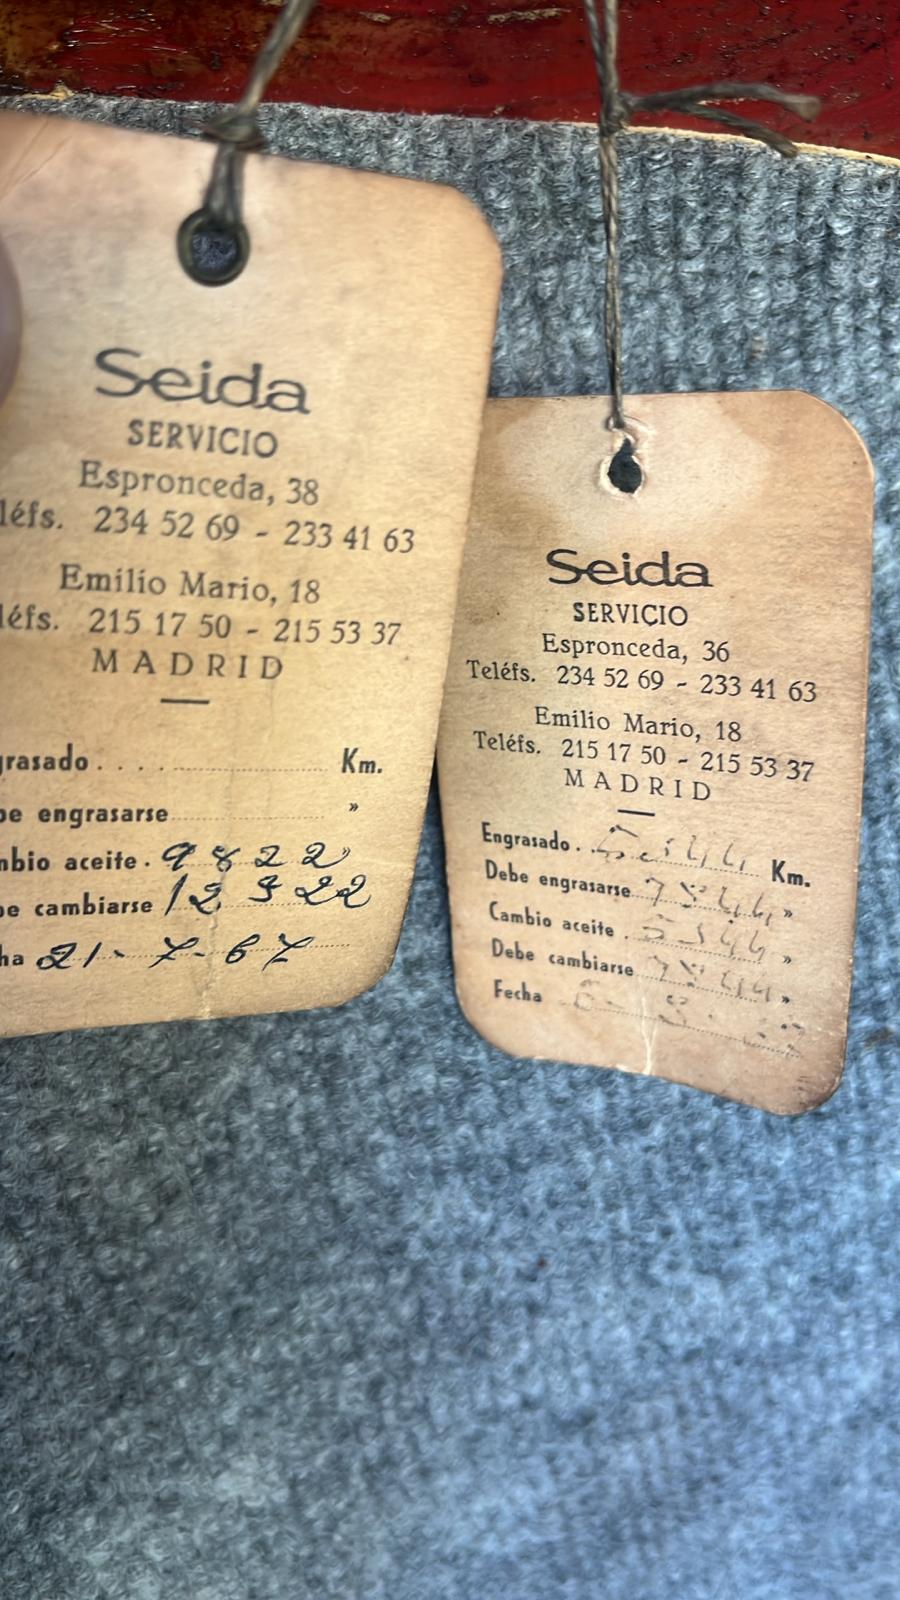 Seida
SERVICIO
Espronceda, 38
léfs. 234 52 69 - 233 41 63
Emilio Mario, 18
léfs. 215 17 50 - 215 53 37
MADRID
grasado Km.
be engrasarse "
mbio aceite. 9822
be cambiarse 12322
ha 21-7-67
Seida
SERVICIO
Espronceda, 36
Teléfs. 234 52 69 - 233 41 63
Emilio Mario, 18
Teléfs. 215 17 50 - 215 53 37
MADRID
Engrasado. Km.
Debe engrasarse "
Cambio aceite "
Debe cambiarse "
Fecha